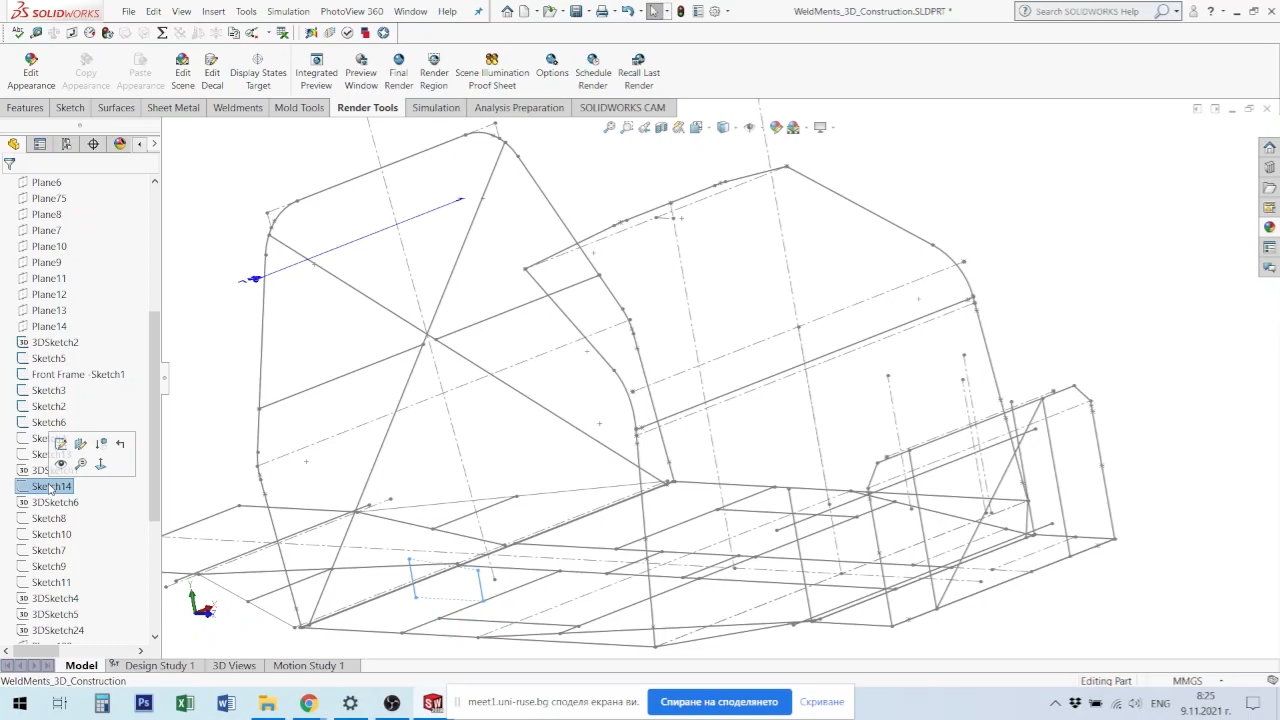 SOLIDWORKS File Edit View Insert Tools Simulation PhotoView 360 Window Help WeldMents_3D_Construction.SLDPRT * Search SOLIDWORKS Help
Edit Appearance
Copy Appearance
Paste Appearance
Edit Scene
Edit Decal
Display States Target
Integrated Preview
Preview Window
Final Render
Render Region
Scene Illumination Proof Sheet
Options
Schedule Render
Recall Last Render
Features Sketch Surfaces Sheet Metal Weldments Mold Tools Render Tools Simulation Analysis Preparation SOLIDWORKS CAM
Plane6
Plane75
Plane8
Plane7
Plane10
Plane9
Plane11
Plane12
Plane13
Plane14
3DSketch2
Sketch5
Front Frame -Sketch1
Sketch3
Sketch2
Sketch6
Sketch14
3DSketch6
Sketch8
Sketch10
Sketch7
Sketch9
Sketch11
3DSketch4
3DSketch5
3DSketch24
Model Design Study 1 3D Views Motion Study 1
WeldMents_3D_Construction Editing Part MMGS
meet1.uni-ruse.bg споделя екрана ви. Спиране на споделянето Скриване
ENG 8:25
9.11.2021 г.